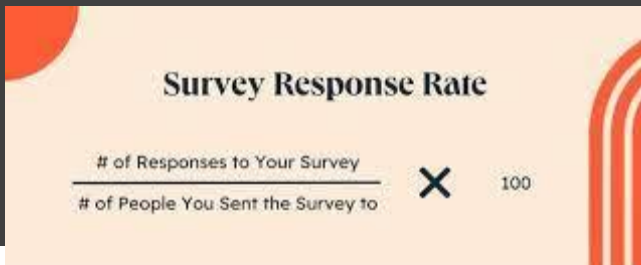 Survey Response Rate
# of Responses to Your Survey
# of People You Sent the Survey to
× 100